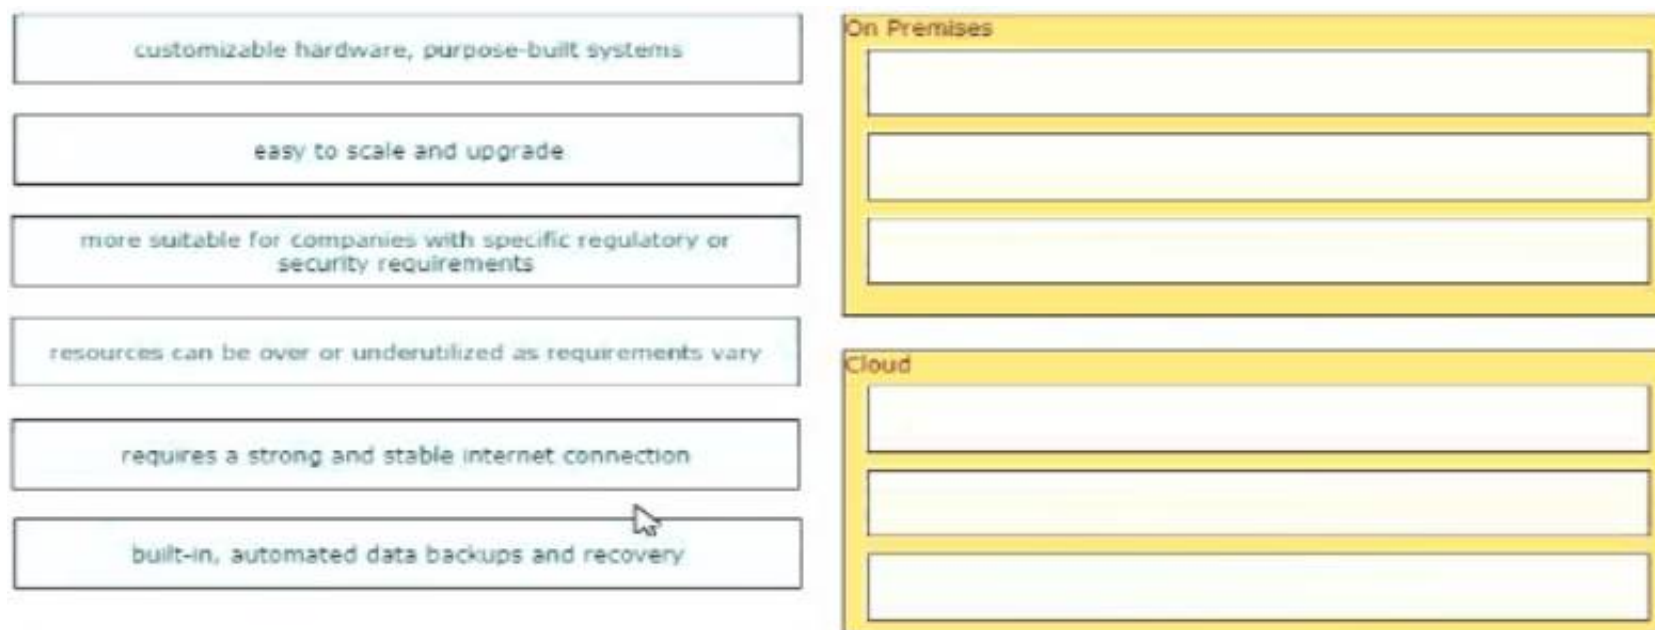 customizable hardware, purpose-built systems
easy to scale and upgrade
more suitable for companies with specific regulatory or
security requirements
resources can be over or underutilized as requirements vary
requires a strong and stable internet connection
built-in, automated data backups and recovery
On Premises
Cloud